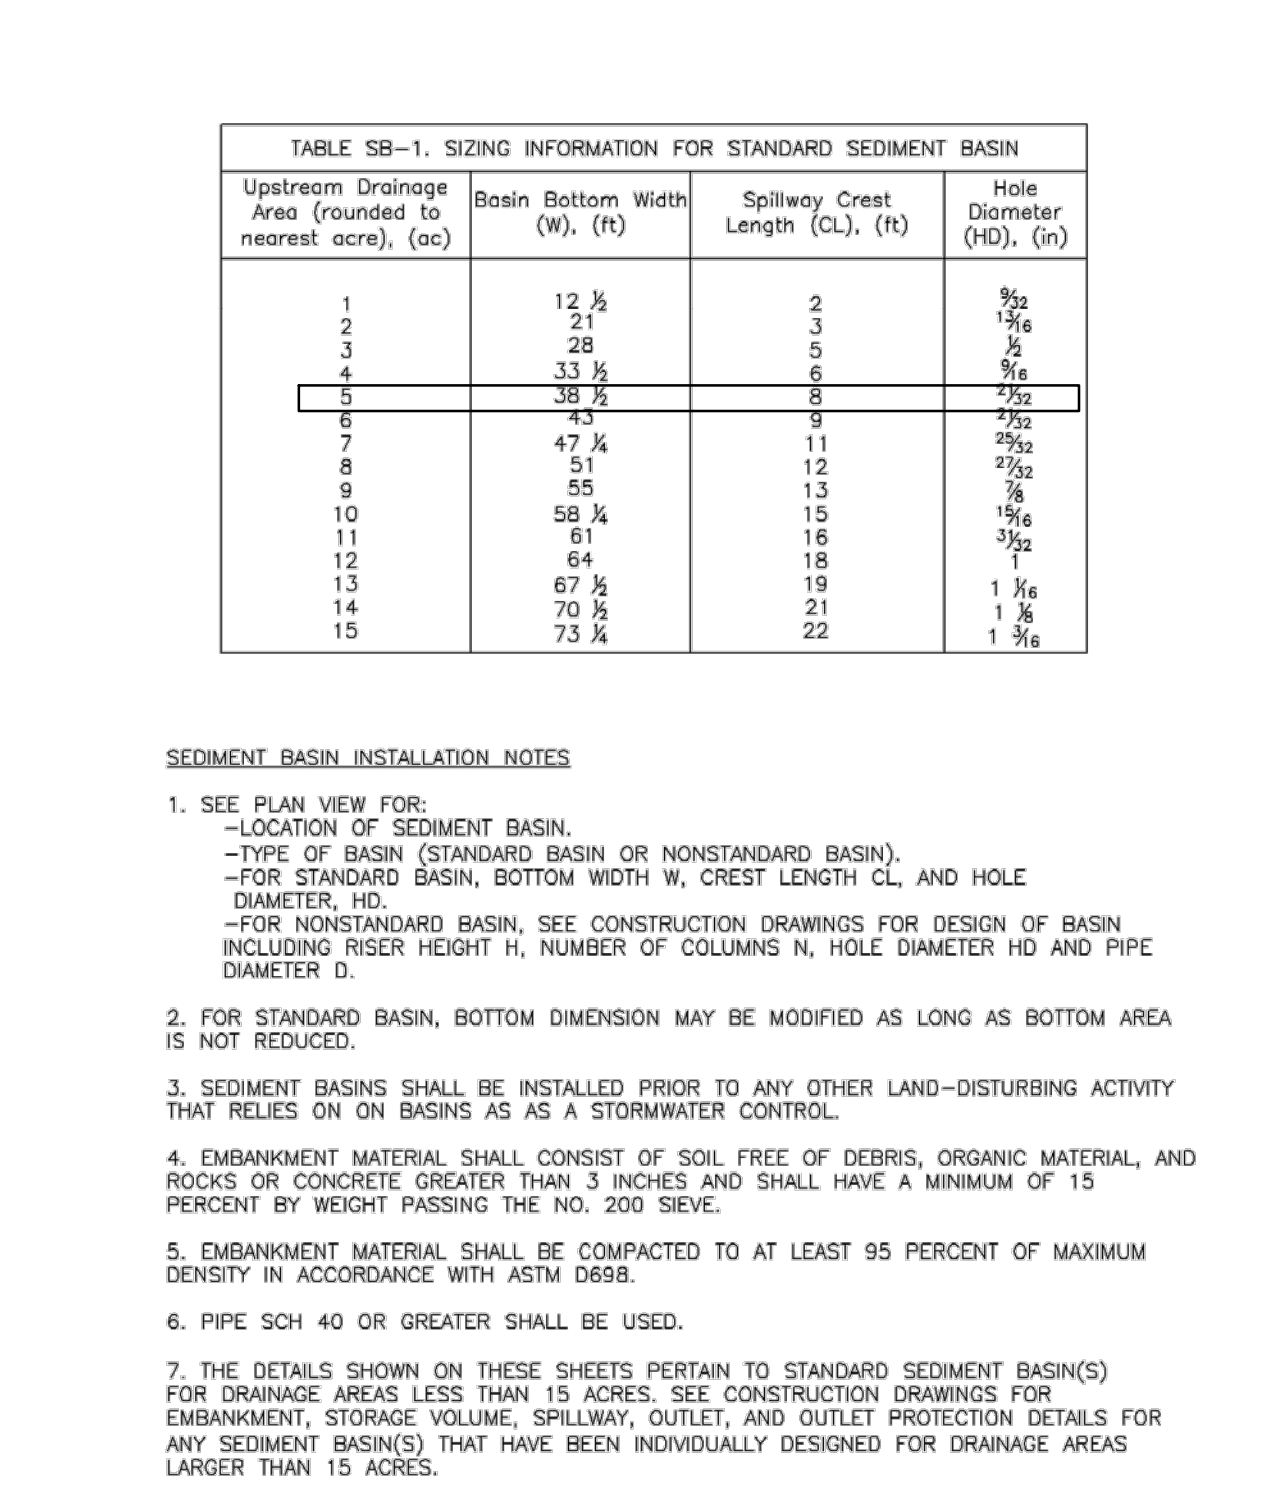 TABLE SB-1. SIZING INFORMATION FOR STANDARD SEDIMENT BASIN
Upstream Drainage Area (rounded to nearest acre), (ac) Basin Bottom Width (W), (ft) Spillway Crest Length (CL), (ft) Hole Diameter (HD), (in)
1 12 ½ 2 9/32
2 21 3 13/16
3 28 5 ½
4 33 ½ 6 9/16
5 38 ½ 8 21/32
6 43 9 21/32
7 47 ¼ 11 25/32
8 51 12 27/32
9 55 13 7/8
10 58 ¼ 15 15/16
11 61 16 31/32
12 64 18 1
13 67 ½ 19 1 1/16
14 70 ½ 21 1 1/8
15 73 ¼ 22 1 3/16
SEDIMENT BASIN INSTALLATION NOTES
1. SEE PLAN VIEW FOR:
-LOCATION OF SEDIMENT BASIN.
-TYPE OF BASIN (STANDARD BASIN OR NONSTANDARD BASIN).
-FOR STANDARD BASIN, BOTTOM WIDTH W, CREST LENGTH CL, AND HOLE
DIAMETER, HD.
-FOR NONSTANDARD BASIN, SEE CONSTRUCTION DRAWINGS FOR DESIGN OF BASIN
INCLUDING RISER HEIGHT H, NUMBER OF COLUMNS N, HOLE DIAMETER HD AND PIPE
DIAMETER D.
2. FOR STANDARD BASIN, BOTTOM DIMENSION MAY BE MODIFIED AS LONG AS BOTTOM AREA
IS NOT REDUCED.
3. SEDIMENT BASINS SHALL BE INSTALLED PRIOR TO ANY OTHER LAND-DISTURBING ACTIVITY
THAT RELIES ON ON BASINS AS AS A STORMWATER CONTROL.
4. EMBANKMENT MATERIAL SHALL CONSIST OF SOIL FREE OF DEBRIS, ORGANIC MATERIAL, AND
ROCKS OR CONCRETE GREATER THAN 3 INCHES AND SHALL HAVE A MINIMUM OF 15
PERCENT BY WEIGHT PASSING THE NO. 200 SIEVE.
5. EMBANKMENT MATERIAL SHALL BE COMPACTED TO AT LEAST 95 PERCENT OF MAXIMUM
DENSITY IN ACCORDANCE WITH ASTM D698.
6. PIPE SCH 40 OR GREATER SHALL BE USED.
7. THE DETAILS SHOWN ON THESE SHEETS PERTAIN TO STANDARD SEDIMENT BASIN(S)
FOR DRAINAGE AREAS LESS THAN 15 ACRES. SEE CONSTRUCTION DRAWINGS FOR
EMBANKMENT, STORAGE VOLUME, SPILLWAY, OUTLET, AND OUTLET PROTECTION DETAILS FOR
ANY SEDIMENT BASIN(S) THAT HAVE BEEN INDIVIDUALLY DESIGNED FOR DRAINAGE AREAS
LARGER THAN 15 ACRES.